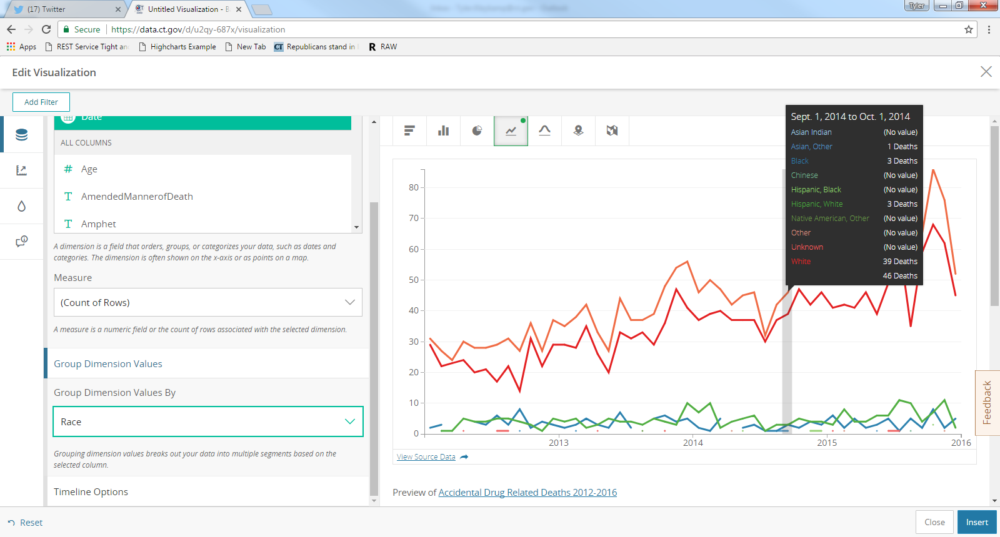 (17) Twitter
Untitled Visualization - B
Tyler
Secure
https://data.ct.gov/d/u2qy-687x/visualization
Apps
REST Service Tight an
Highcharts Example
New Tab
CT
Republicans stand in
R RAW
Edit Visualization
Add Filter
Date
ALL COLUMNS
# Age
T AmendedMannerofDeath
T Amphet
A dimension is a field that orders, groups, or categorizes your data, such as dates and
categories. The dimension is often shown on the x-axis or as points on a map.
Measure
(Count of Rows)
A measure is a numeric field or the count of rows associated with the selected dimension.
Group Dimension Values
Group Dimension Values By
Race
Grouping dimension values breaks out your data into multiple segments based on the
selected column.
Timeline Options
Reset
Sept. 1, 2014 to Oct. 1, 2014
Asian Indian (No value)
Asian, Other 1 Deaths
Black 3 Deaths
Chinese (No value)
Hispanic, Black (No value)
Hispanic, White 3 Deaths
Native American, Other (No value)
Other (No value)
Unknown (No value)
White 39 Deaths
46 Deaths
80
70
60
50
40
30
20
10
0
2013 2014 2015 2016
View Source Data
Preview of Accidental Drug Related Deaths 2012-2016
Feedback
Close
Insert